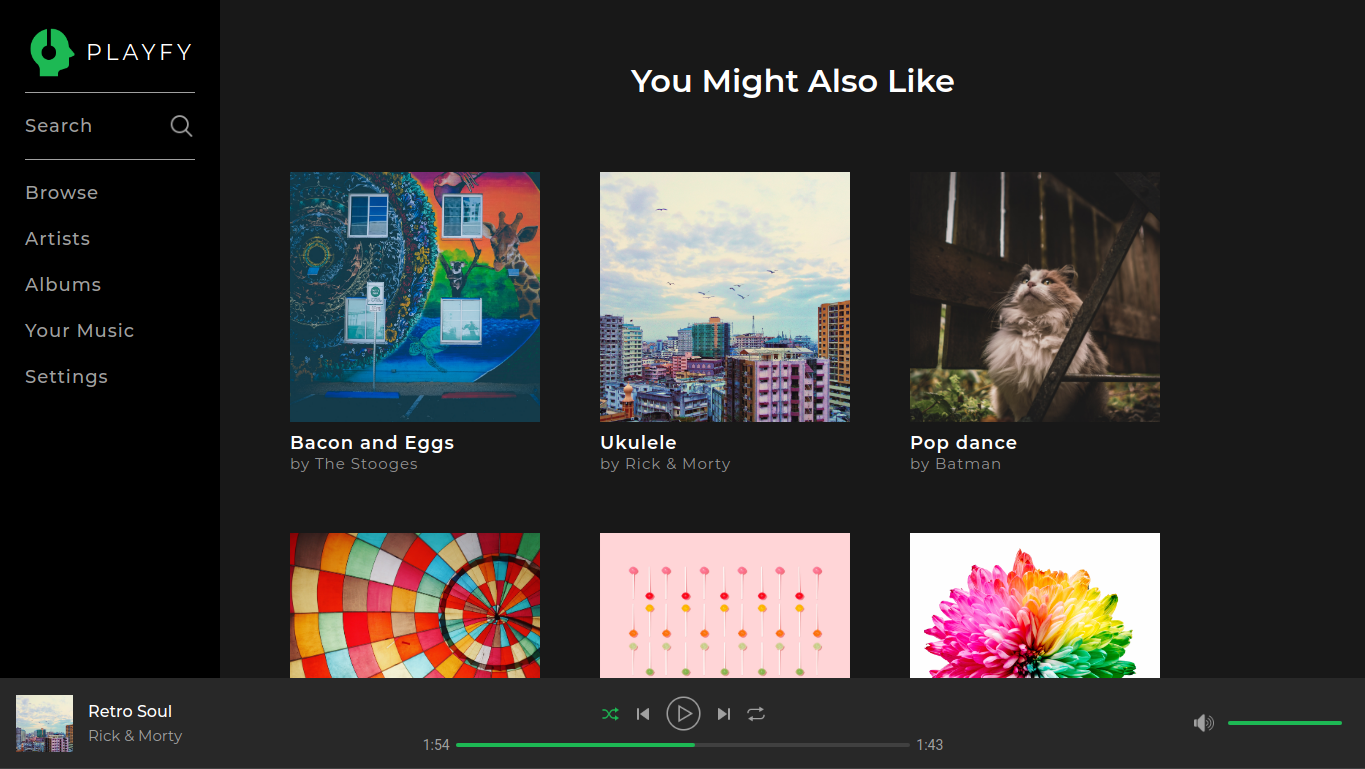 PLAYFY
Search
Browse
Artists
Albums
Your Music
Settings
You Might Also Like
Bacon and Eggs
by The Stooges
Ukulele
by Rick & Morty
Pop dance
by Batman
Retro Soul
Rick & Morty
1:54
1:43